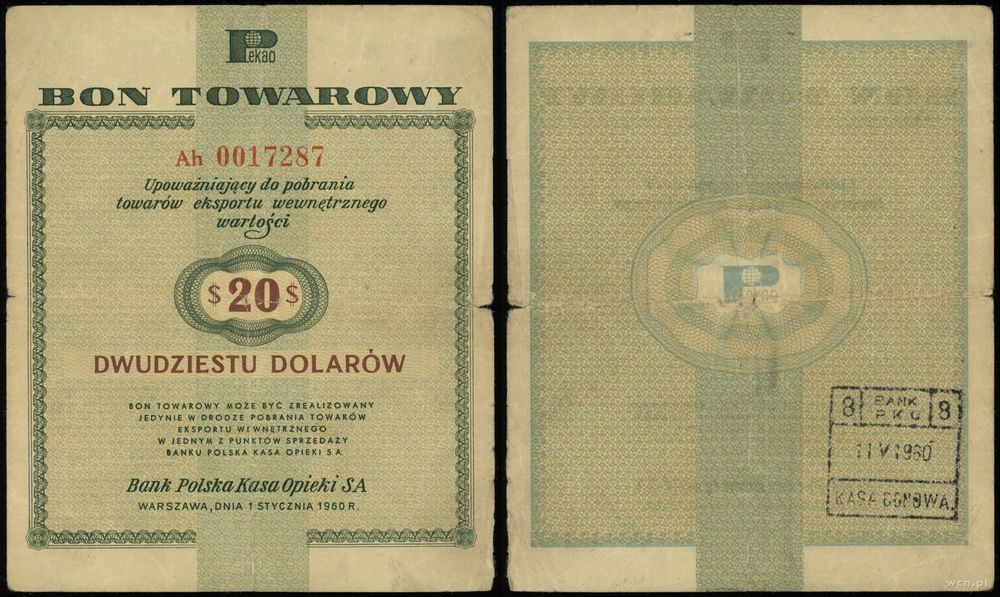 Pekao
BON TOWAROWY
Ah 0017287
Upoważniający do pobrania
towarów eksportu wewnętrznego
wartości
$ 20 $
DWUDZIESTU DOLARÓW
BON TOWAROWY MOŻE BYĆ ZREALIZOWANY
JEDYNIE W DRODZE POBRANIA TOWARÓW
EKSPORTU WEWNĘTRZNEGO
W JEDNYM Z PUNKTÓW SPRZEDAŻY
BANKU POLSKA KASA OPIEKI S.A.
Bank Polska Kasa Opieki SA
WARSZAWA, DNIA 1 STYCZNIA 1960 R.
Pekao
8 BANK 8
P K O
11 V 1960
KASA BONOWA
wcn.pl